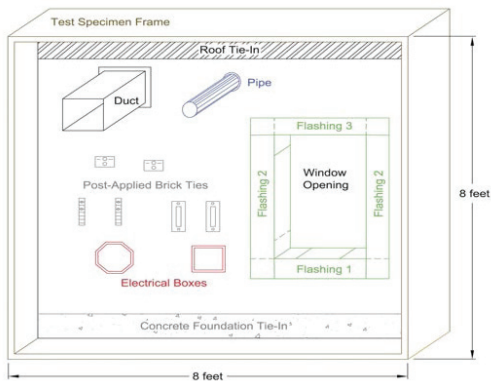 Test Specimen Frame
Roof Tie-In
Duct
Pipe
Flashing 3
Post-Applied Brick Ties
Flashing 2
Window
Opening
Flashing 2
8 feet
Electrical Boxes
Flashing 1
Concrete Foundation Tie-In¹
8 feet